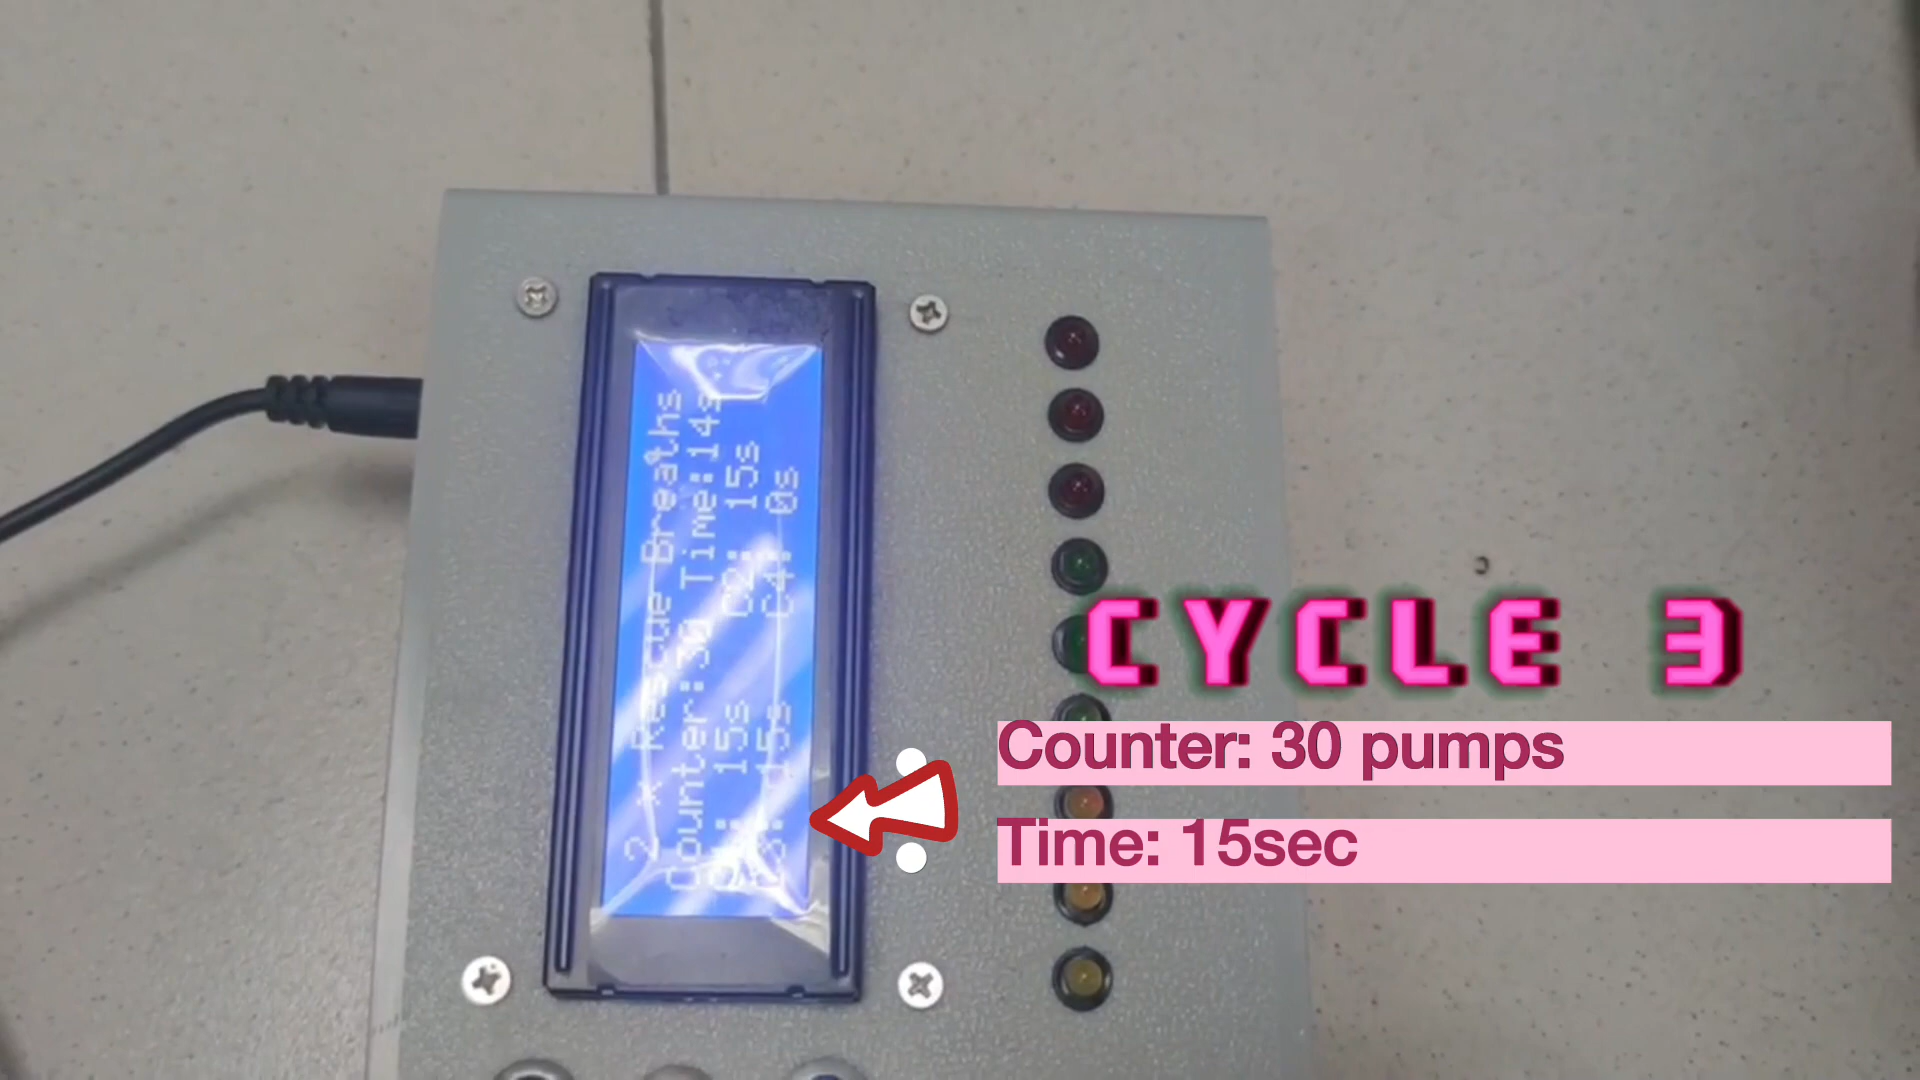 2 x Rescue Breaths
Counter:30 Time:14s
15s C2: 15s
C3: 15s C4: 0s
CYCLE 3
Counter: 30 pumps
Time: 15sec